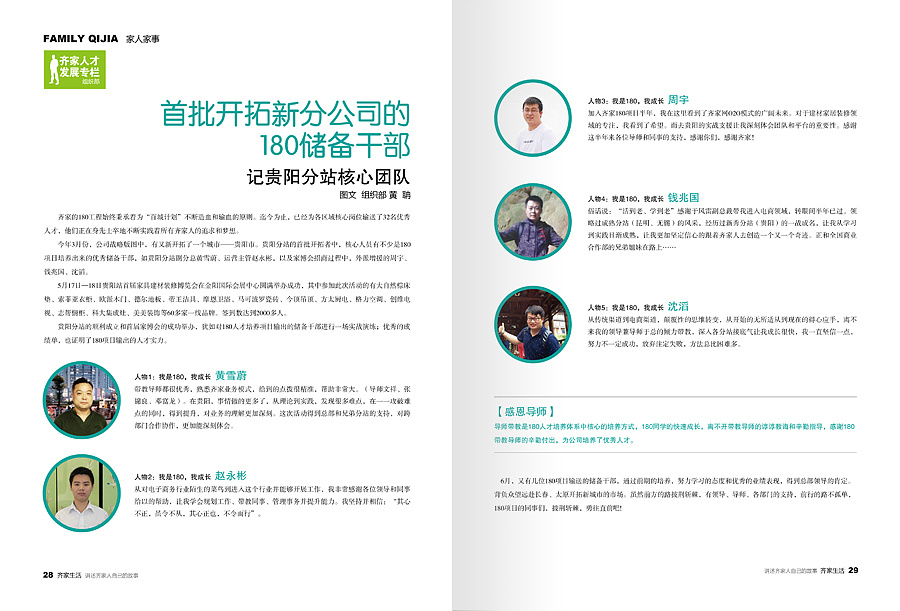 FAMILY QIJIA 家人家事
齐家人才
发展专栏
组织部
首批开拓新分公司的
180储备干部
记贵阳分站核心团队
图文 组织部 黄 驹
齐家的180工程始终秉承着为“百城计划”不断造血和输血的原则。迄今为止，已经为各区域核心岗位输送了32名优秀
人才，他们正在身先士卒地不断实践着所有齐家人的追求和梦想。
今年3月份，公司战略版图中，有又新开拓了一个城市——贵阳市。贵阳分站的首批开拓者中，核心人员有不少是180
项目培养出来的优秀储备干部，如贵阳分站副分总黄雪蔚、运营主管赵永彬，以及家博会招商过程中，外派增援的周宇、
钱兆国、沈滔。
5月17日—18日贵阳站首届家具建材装修博览会在金阳国际会展中心圆满举办成功，其中参加此次活动的有大自然棕床
垫、索菲亚衣柜、欧派木门、德尔地板、帝王洁具、摩恩卫浴、马可波罗瓷砖、今顶吊顶、方太厨电、格力空调、创维电
视、志邦橱柜、科大集成灶、美美装饰等60多家一线品牌。签到数达到2000多人。
贵阳分站的顺利成立和首届家博会的成功举办，犹如对180人才培养项目输出的储备干部进行一场实战演练；优秀的成
绩单，也证明了180项目输出的人才实力。
人物1：我是180，我成长 黄雪蔚
带教导师都很优秀，熟悉齐家业务模式，给到的点拨很精准，帮助非常大。（导师文祥、张
锡良、邓富龙）。在贵阳，事情做的更多了，从理论到实践，发现很多难点，在一一攻破难
点的同时，得到提升，对业务的理解更加深刻。这次活动得到总部和兄弟分站的支持，对跨
部门合作协作，更加能深刻体会。
人物2：我是180，我成长 赵永彬
从对电子商务行业陌生的菜鸟到进入这个行业并能够开展工作，我非常感谢各位领导和同事
给以的帮助，让我学会规划工作、带教同事、管理事务并提升能力。我坚持并相信：“其心
不正，虽令不从，其心正也，不令而行”。
28 齐家生活 讲述齐家人自己的故事
人物3：我是180，我成长 周宇
加入齐家180项目半年，我在这里看到了齐家网O2O模式的广阔未来。对于建材家居装修领
域的专注，我看到了希望。而去贵阳的实战支援让我深刻体会团队和平台的重要性。感谢
这半年来各位导师和同事的支持，感谢你们，感谢齐家！
人物4：我是180，我成长 钱兆国
俗话说：“活到老、学到老”感谢于凤雷副总裁带我进入电商领域，转眼间半年已过。领
略过成熟分站（昆明、无锡）的风采，经历过新秀分站（贵阳）的一战成名，让我从学习
到实践日渐成熟，让我更加坚定信心的跟着齐家人去创造一个又一个奇迹。正和全国商业
合作部的兄弟姐妹在路上……
人物5：我是180，我成长 沈滔
从传统渠道到电商渠道，颠覆性的思维转变，从开始的无所适从到现在的得心应手，离不
来我的领导兼导师于总的倾力带教。深入各分站接底气让我成长很快，我一直坚信一点，
努力不一定成功，放弃注定失败，方法总比困难多。
【 感恩导师 】
导师带教是180人才培养体系中核心的培养方式，180同学的快速成长，离不开带教导师的谆谆教诲和辛勤指导，感谢180
带教导师的辛勤付出，为公司培养了优秀人才。
6月，又有几位180项目输送的储备干部，通过前期的培养，努力学习的态度和优秀的业绩表现，得到总部领导的肯定。
背负众望远赴长春、太原开拓新城市的市场。虽然前方的路披荆斩棘，有领导、导师、各部门的支持，前行的路不孤单，
180项目的同事们，披荆斩棘，勇往直前吧！
讲述齐家人自己的故事 齐家生活 29